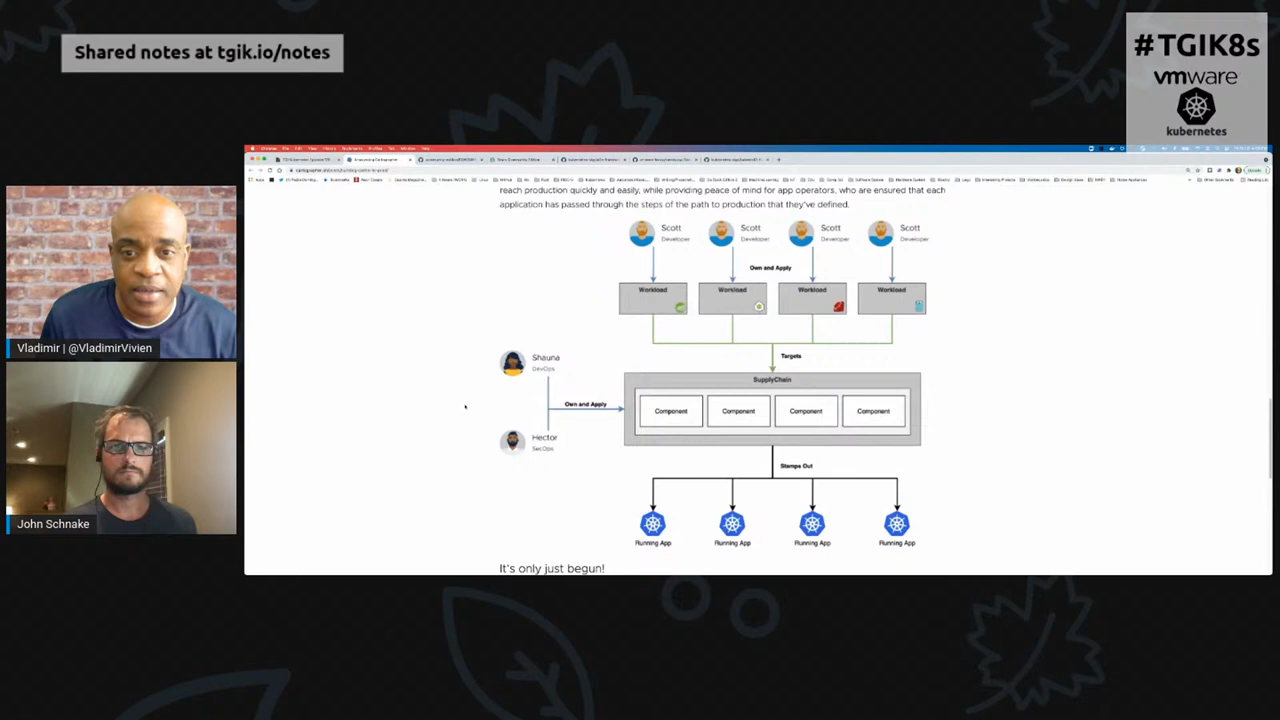 Shared notes at tgik.io/notes
#TGIK8s
vmware
kubernetes
reach production quickly and easily, while providing peace of mind for app operators, who are ensured that each
application has passed through the steps of the path to production that they've defined.
Scott
Developer
Scott
Developer
Scott
Developer
Scott
Developer
Own and Apply
Workload
Workload
Workload
Workload
Targets
Shauna
DevOps
SupplyChain
Own and Apply
Component
Component
Component
Component
Hector
SecOps
Stamps Out
Running App
Running App
Running App
Running App
It's only just begun!
Vladimir | @VladimirVivien
John Schnake